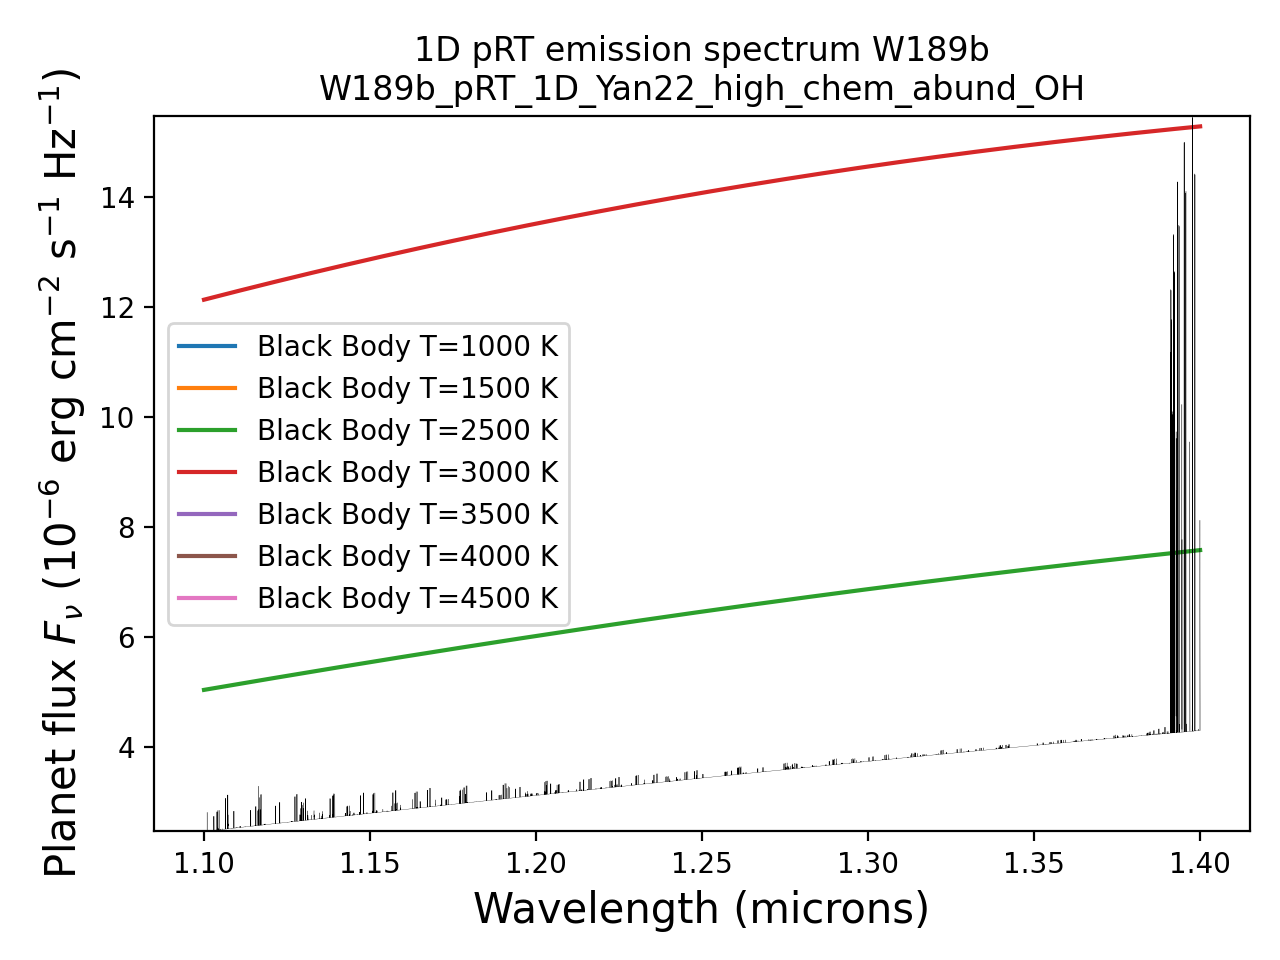 1D pRT emission spectrum W189b
W189b_pRT_1D_Yan22_high_chem_abund_OH
Planet flux $F_\nu$ (10⁻⁶ erg cm⁻² s⁻¹ Hz⁻¹)
14
12
10
8
6
4
Black Body T=1000 K
Black Body T=1500 K
Black Body T=2500 K
Black Body T=3000 K
Black Body T=3500 K
Black Body T=4000 K
Black Body T=4500 K
1.10 1.15 1.20 1.25 1.30 1.35 1.40
Wavelength (microns)